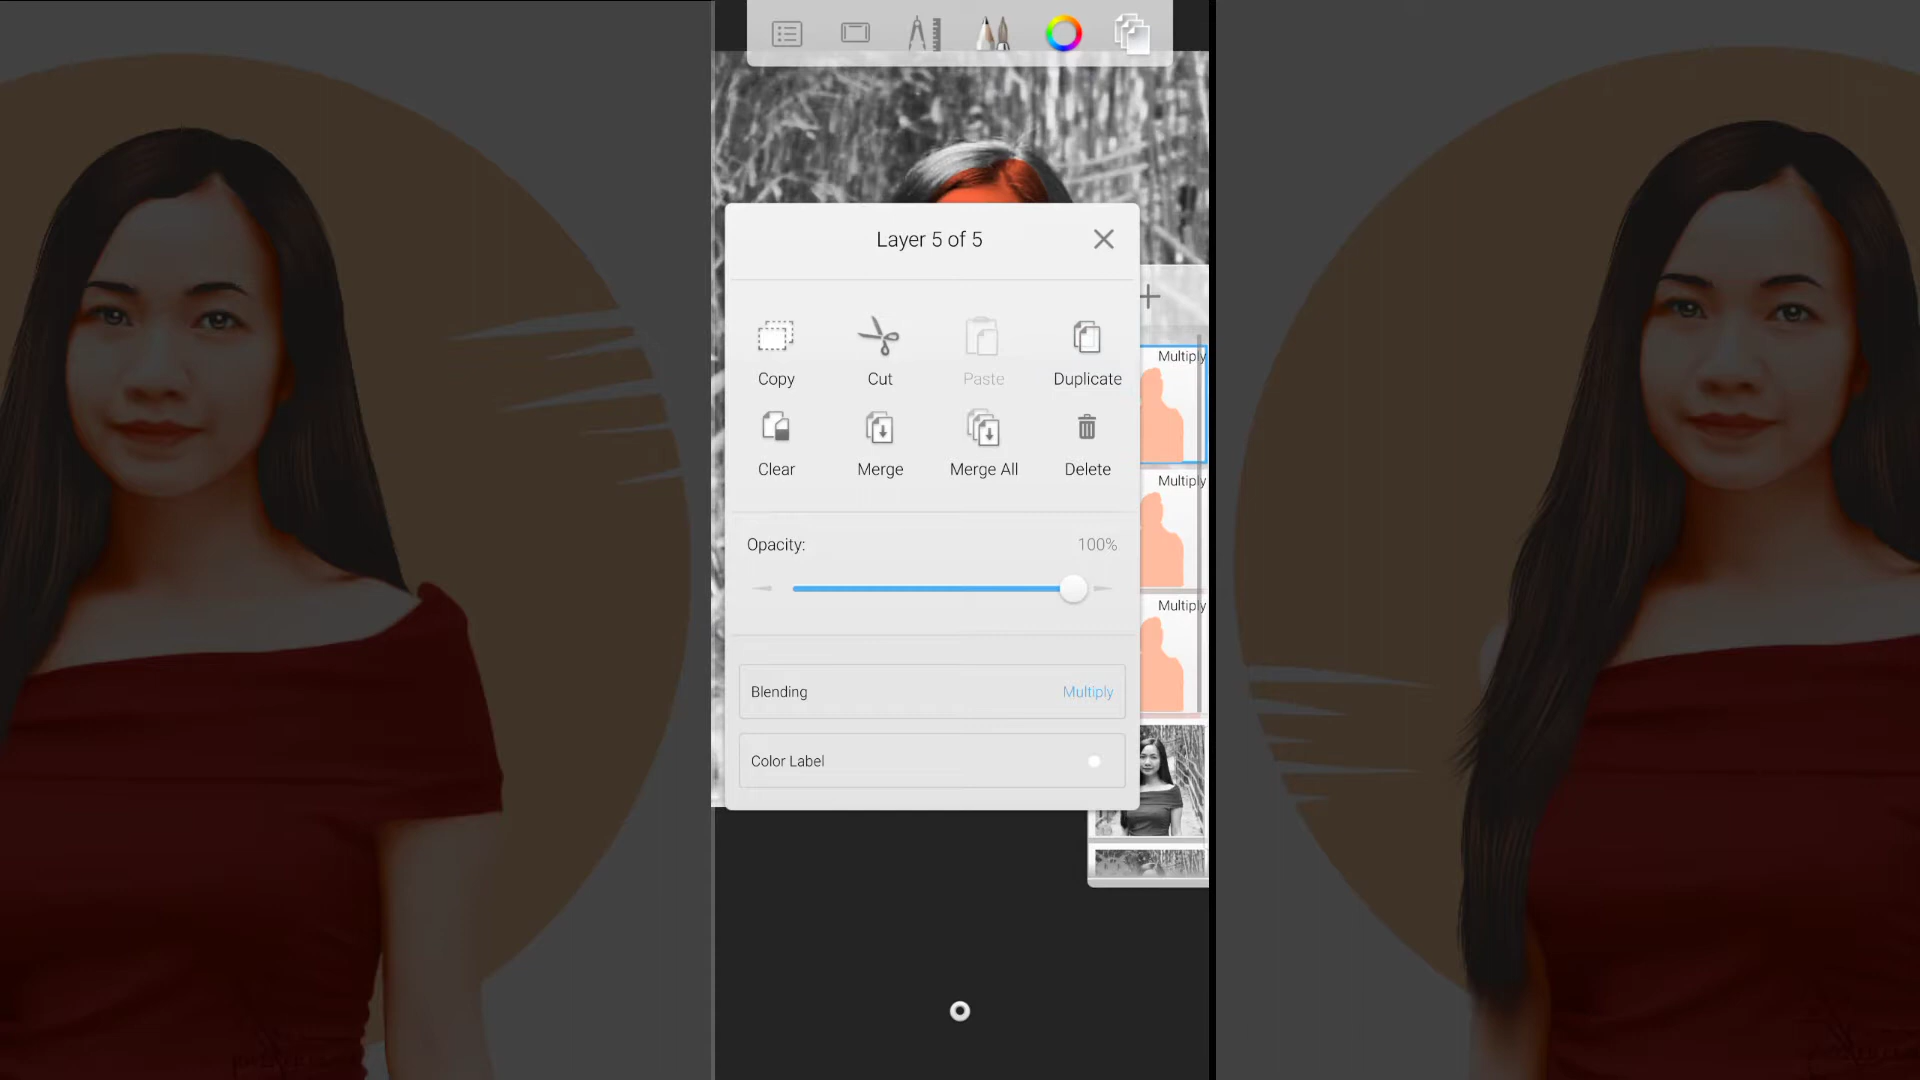 Layer 5 of 5
Copy
Cut
Paste
Duplicate
Clear
Merge
Merge All
Delete
Opacity:
100%
Blending
Multiply
Color Label
Multiply
Multiply
Multiply